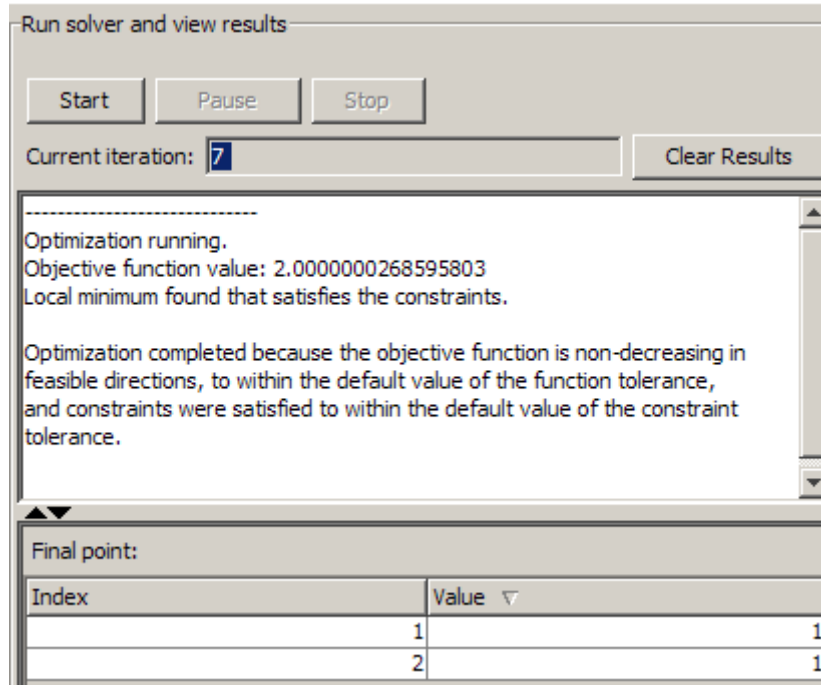 Run solver and view results
Start Pause Stop
Current iteration: 7 Clear Results
-----------------------------
Optimization running.
Objective function value: 2.0000000268595803
Local minimum found that satisfies the constraints.
Optimization completed because the objective function is non-decreasing in
feasible directions, to within the default value of the function tolerance,
and constraints were satisfied to within the default value of the constraint
tolerance.
Final point:
Index Value
1 1
2 1